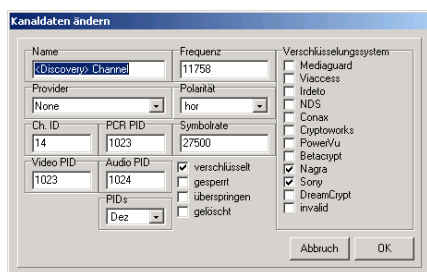 Kanaldaten ändern
Name
<Discovery> Channel
Frequenz
11758
Provider
None
Polarität
hor
Ch. ID
14
PCR PID
1023
Symbolrate
27500
Video PID
1023
Audio PID
1024
PIDs
Dez
verschlüsselt
gesperrt
überspringen
gelöscht
Verschlüsselungssystem
Mediaguard
Viaccess
Irdeto
NDS
Conax
Cryptoworks
PowerVu
Betacrypt
Nagra
Sony
DreamCrypt
invalid
Abbruch
OK